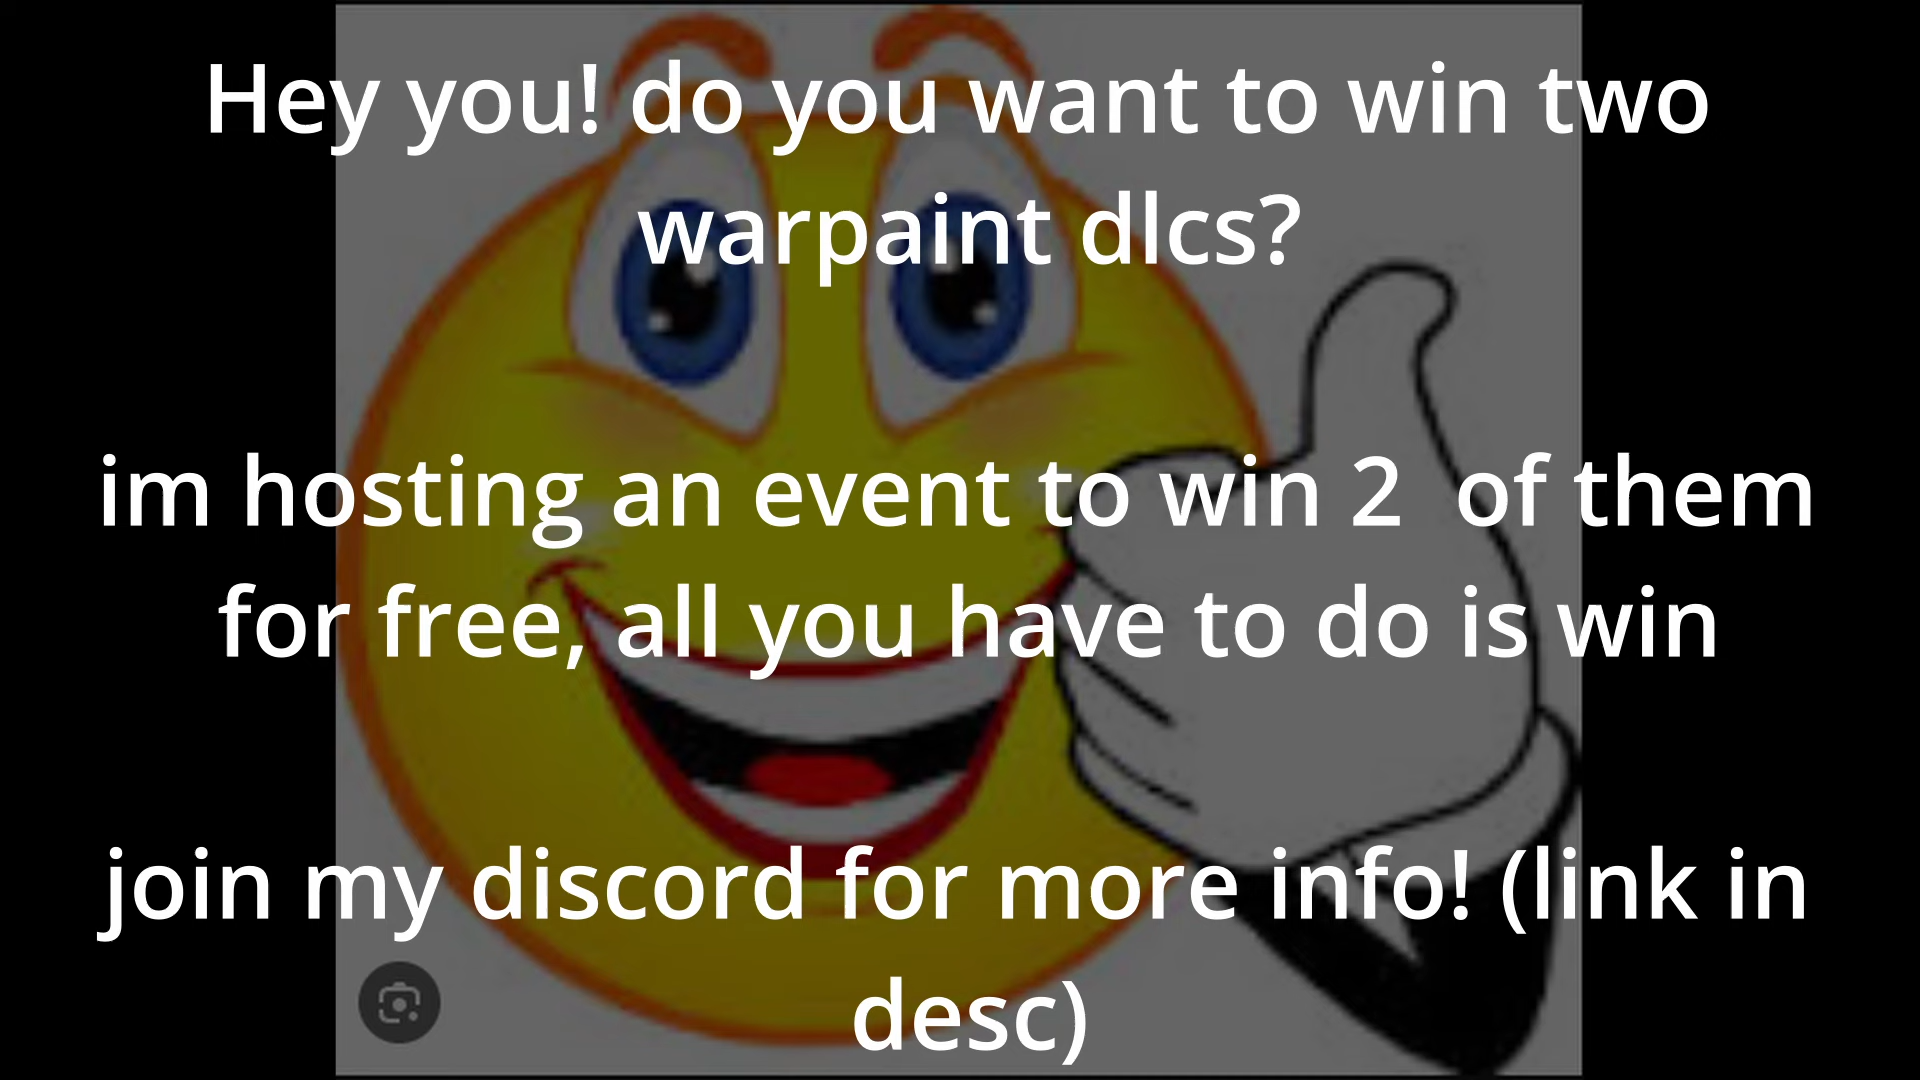 Hey you! do you want to win two
warpaint dlcs?
im hosting an event to win 2  of them
for free, all you have to do is win
join my discord for more info! (link in
desc)